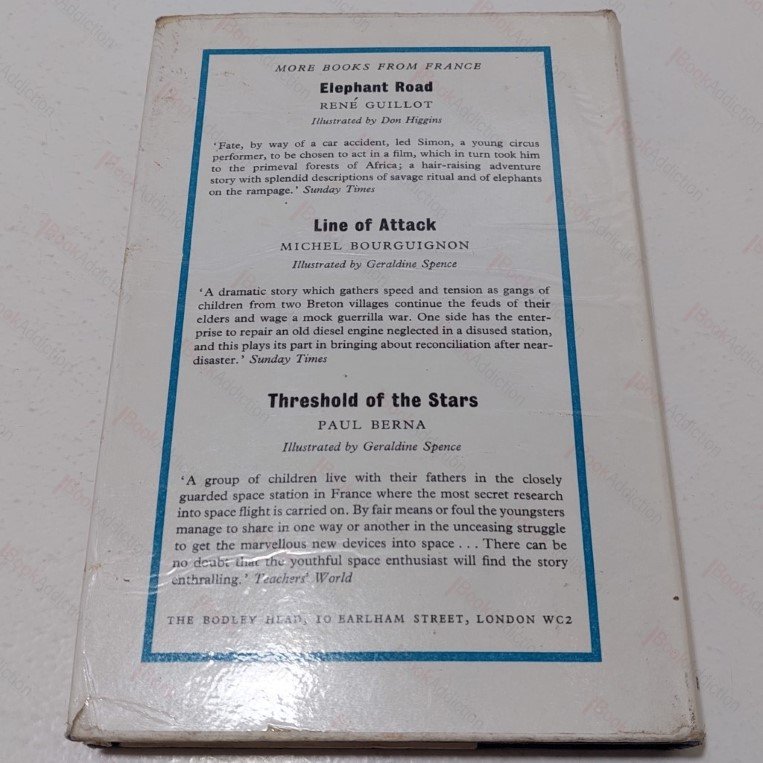 MORE BOOKS FROM FRANCE
Elephant Road
RENÉ GUILLOT
Illustrated by Don Higgins
'Fate, by way of a car accident, led Simon, a young circus
performer, to be chosen to act in a film, which in turn took him
to the primeval forests of Africa; a hair-raising adventure
story with splendid descriptions of savage ritual and of elephants
on the rampage.' Sunday Times
Line of Attack
MICHEL BOURGUIGNON
Illustrated by Geraldine Spence
'A dramatic story which gathers speed and tension as gangs of
children from two Breton villages continue the feuds of their
elders and wage a mock guerrilla war. One side has the enter-
prise to repair an old diesel engine neglected in a disused station,
and this plays its part in bringing about reconciliation after near-
disaster.' Sunday Times
Threshold of the Stars
PAUL BERNA
Illustrated by Geraldine Spence
'A group of children live with their fathers in the closely
guarded space station in France where the most secret research
into space flight is carried on. By fair means or foul the youngsters
manage to share in one way or another in the unceasing struggle
to get the marvellous new devices into space . . . There can be
no doubt that the youthful space enthusiast will find the story
enthralling.' Teachers' World
THE BODLEY HEAD, 10 EARLHAM STREET, LONDON WC2
BookAddiction